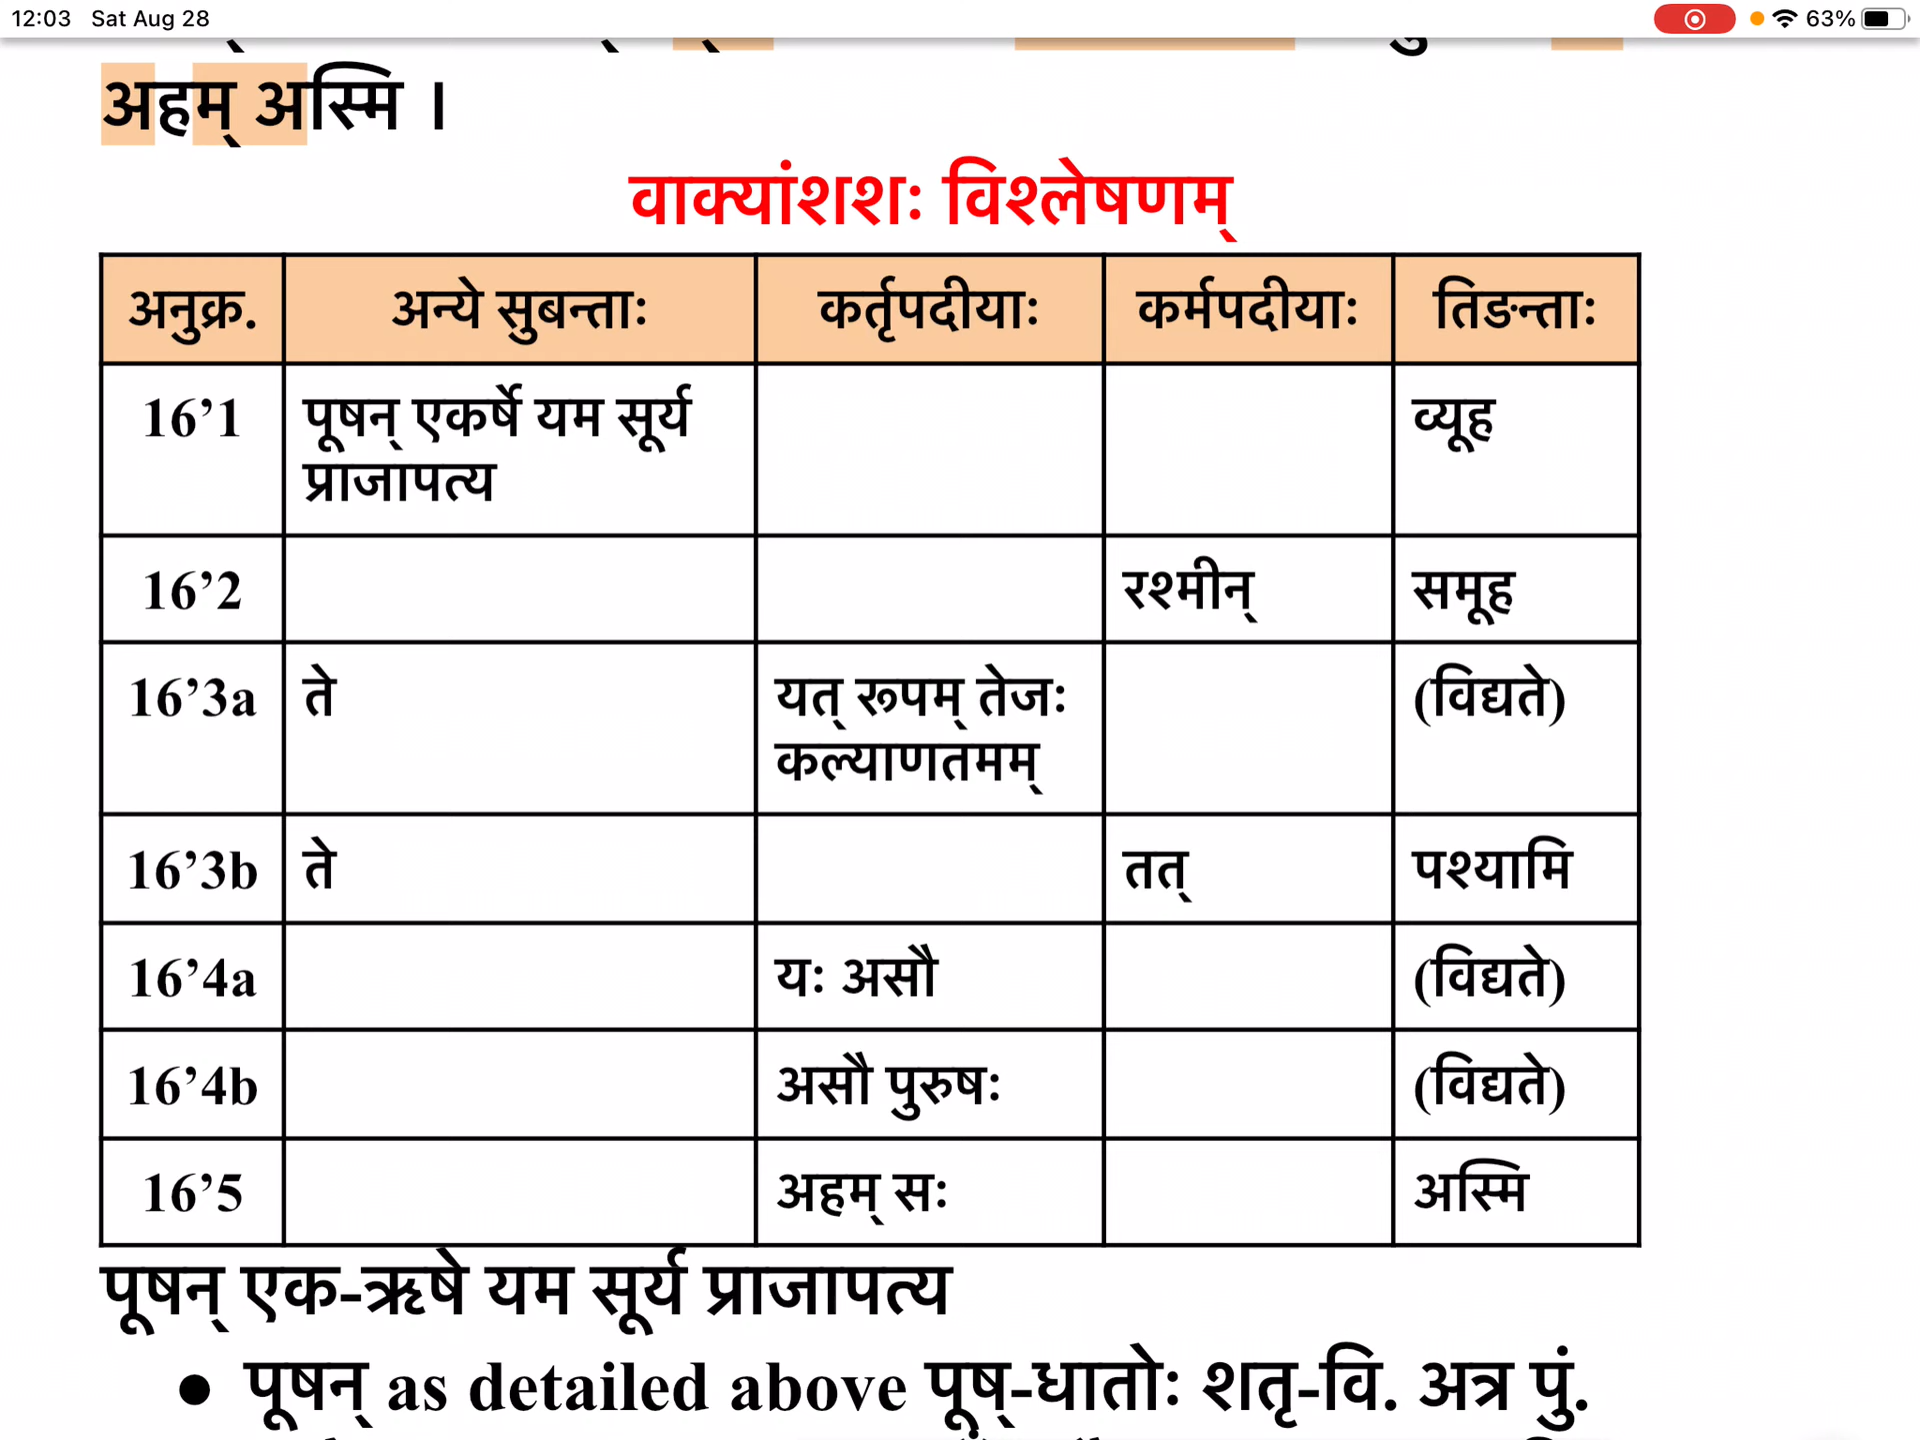 12:03 Sat Aug 28 63%
अहम् अस्मि ।
वाक्यांशशः विश्लेषणम्
अनुक्र. अन्ये सुबन्ताः कर्तृपदीयाः कर्मपदीयाः तिङन्ताः
16’1 पूषन् एकर्षे यम सूर्य व्यूह
प्राजापत्य
16’2 रश्मीन् समूह
16’3a ते यत् रूपम् तेजः (विद्यते)
कल्याणतमम्
16’3b ते तत् पश्यामि
16’4a यः असौ (विद्यते)
16’4b असौ पुरुषः (विद्यते)
16’5 अहम् सः अस्मि
पूषन् एक-ऋषे यम सूर्य प्राजापत्य
● पूषन् as detailed above पूष्-धातोः शतृ-वि. अत्र पुं.